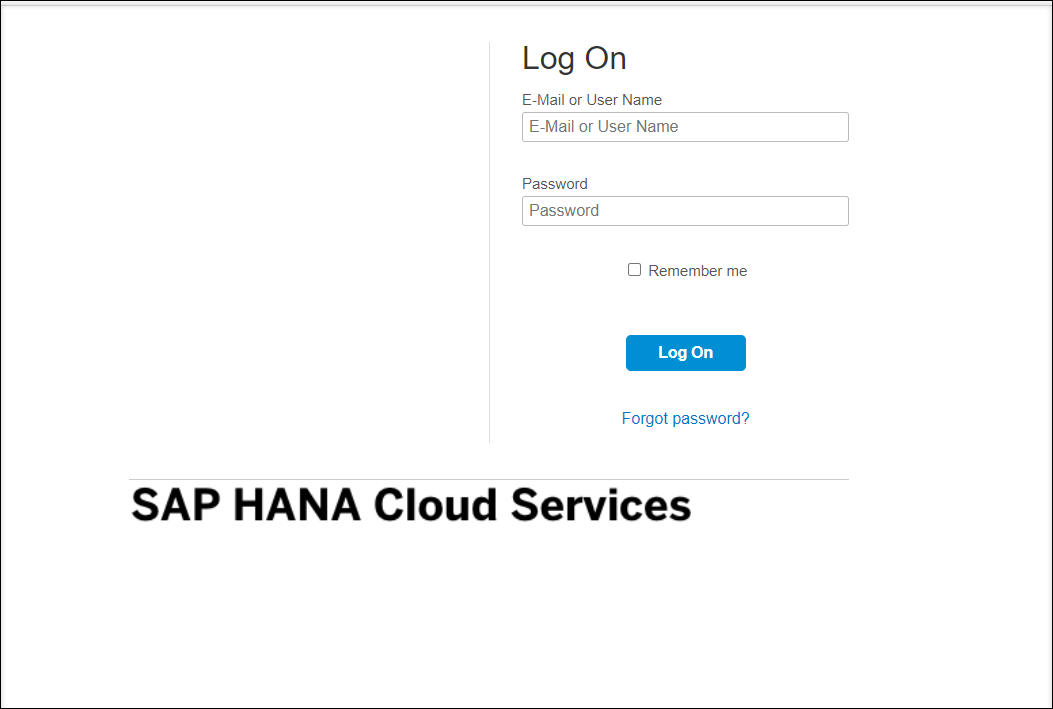 Log On
E-Mail or User Name
E-Mail or User Name
Password
Password
Remember me
Log On
Forgot password?
SAP HANA Cloud Services